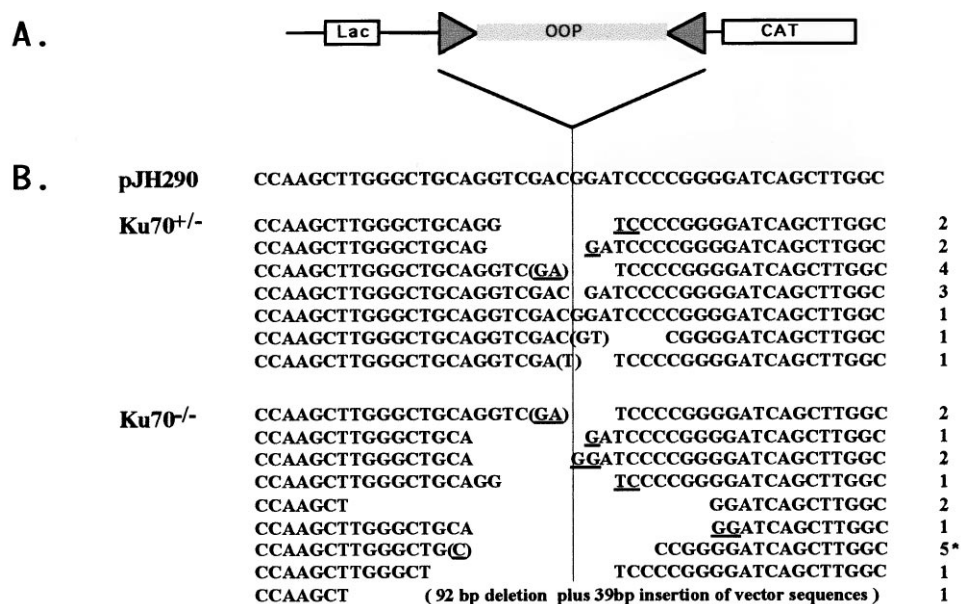 A.
Lac OOP CAT
B.
pJH290 CCAAGCTTGGGCTGCAGGTCGACGGATCCCCGGGGATCAGCTTGGC
Ku70+/- CCAAGCTTGGGCTGCAGG TCCCCGGGGATCAGCTTGGC 2
CCAAGCTTGGGCTGCAG GATCCCCGGGGATCAGCTTGGC 2
CCAAGCTTGGGCTGCAGGTC(GA) TCCCCGGGGATCAGCTTGGC 4
CCAAGCTTGGGCTGCAGGTCGAC GATCCCCGGGGATCAGCTTGGC 3
CCAAGCTTGGGCTGCAGGTCGACGGATCCCCGGGGATCAGCTTGGC 1
CCAAGCTTGGGCTGCAGGTCGAC(GT) CGGGGATCAGCTTGGC 1
CCAAGCTTGGGCTGCAGGTCGA(T) TCCCCGGGGATCAGCTTGGC 1
Ku70-/- CCAAGCTTGGGCTGCAGGTC(GA) TCCCCGGGGATCAGCTTGGC 2
CCAAGCTTGGGCTGCA GATCCCCGGGGATCAGCTTGGC 1
CCAAGCTTGGGCTGCA GGATCCCCGGGGATCAGCTTGGC 2
CCAAGCTTGGGCTGCAGG TCCCCGGGGATCAGCTTGGC 1
CCAAGCT GGATCAGCTTGGC 2
CCAAGCTTGGGCTGCA GGATCAGCTTGGC 1
CCAAGCTTGGGCTG(C) CCGGGGATCAGCTTGGC 5*
CCAAGCTTGGGCT TCCCCGGGGATCAGCTTGGC 1
CCAAGCT ( 92 bp deletion plus 39bp insertion of vector sequences ) 1